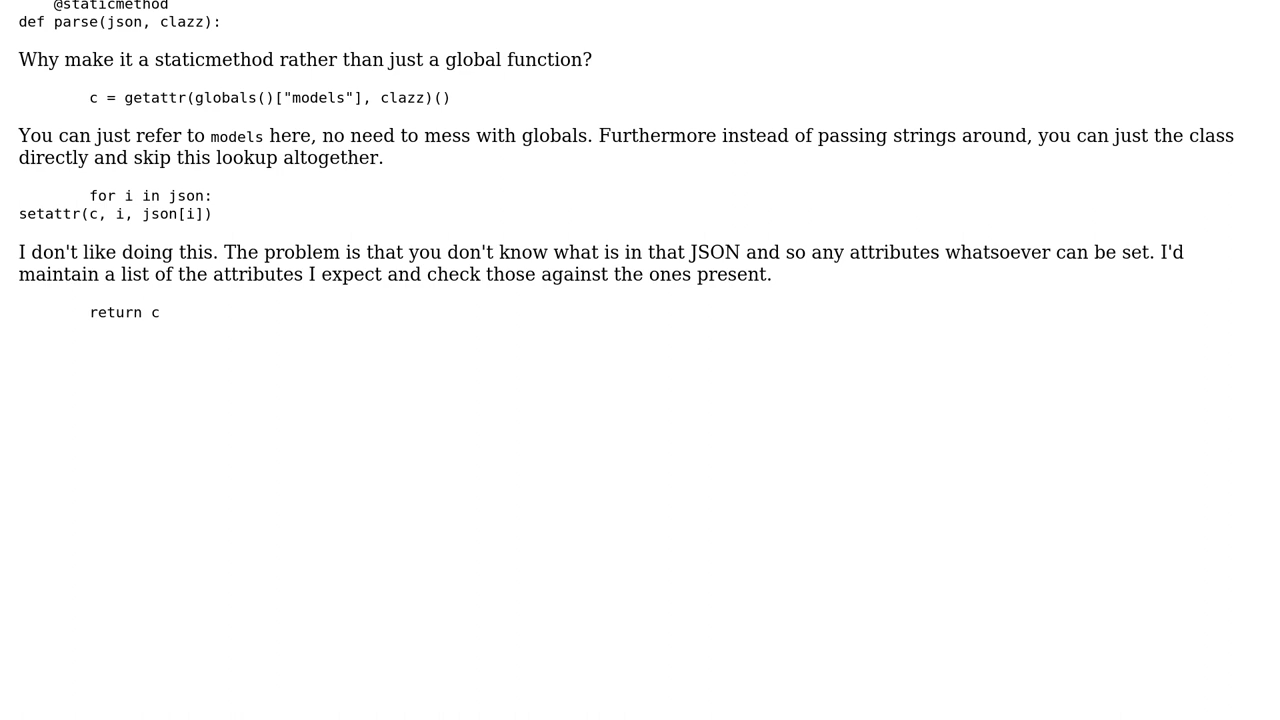 @staticmethod
def parse(json, clazz):
Why make it a staticmethod rather than just a global function?
c = getattr(globals()["models"], clazz)()
You can just refer to models here, no need to mess with globals. Furthermore instead of passing strings around, you can just the class
directly and skip this lookup altogether.
for i in json:
setattr(c, i, json[i])
I don't like doing this. The problem is that you don't know what is in that JSON and so any attributes whatsoever can be set. I'd
maintain a list of the attributes I expect and check those against the ones present.
return c